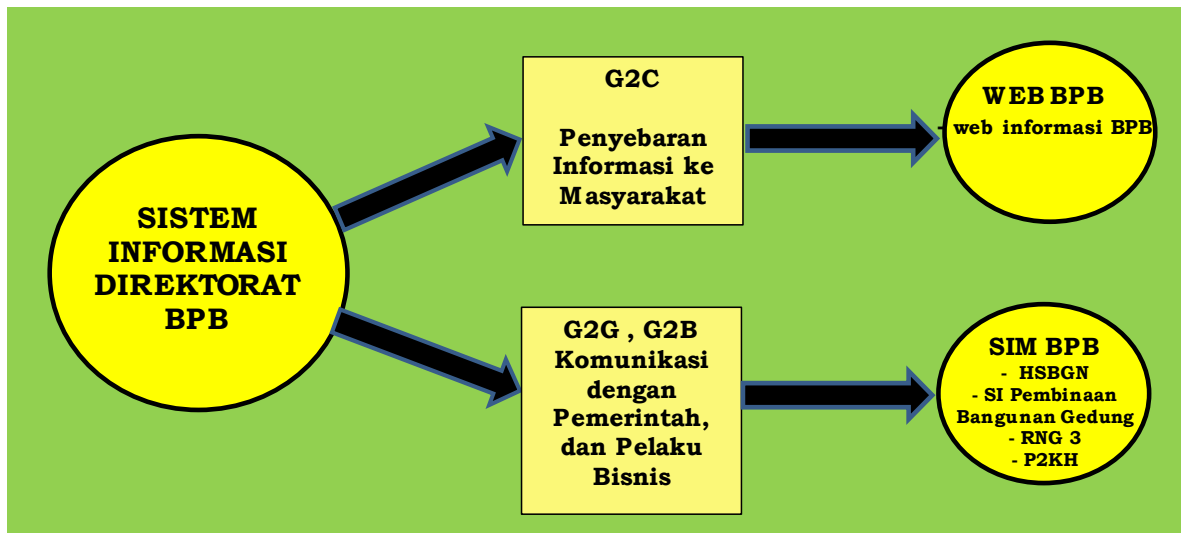 SISTEM
INFORMASI
DIREKTORAT
BPB
G2C
Penyebaran
Informasi ke
Masyarakat
WEB BPB
- web informasi BPB
G2G , G2B
Komunikasi
dengan
Pemerintah,
dan Pelaku
Bisnis
SIM BPB
- HSBGN
- SI Pembinaan
Bangunan Gedung
- RNG 3
- P2KH